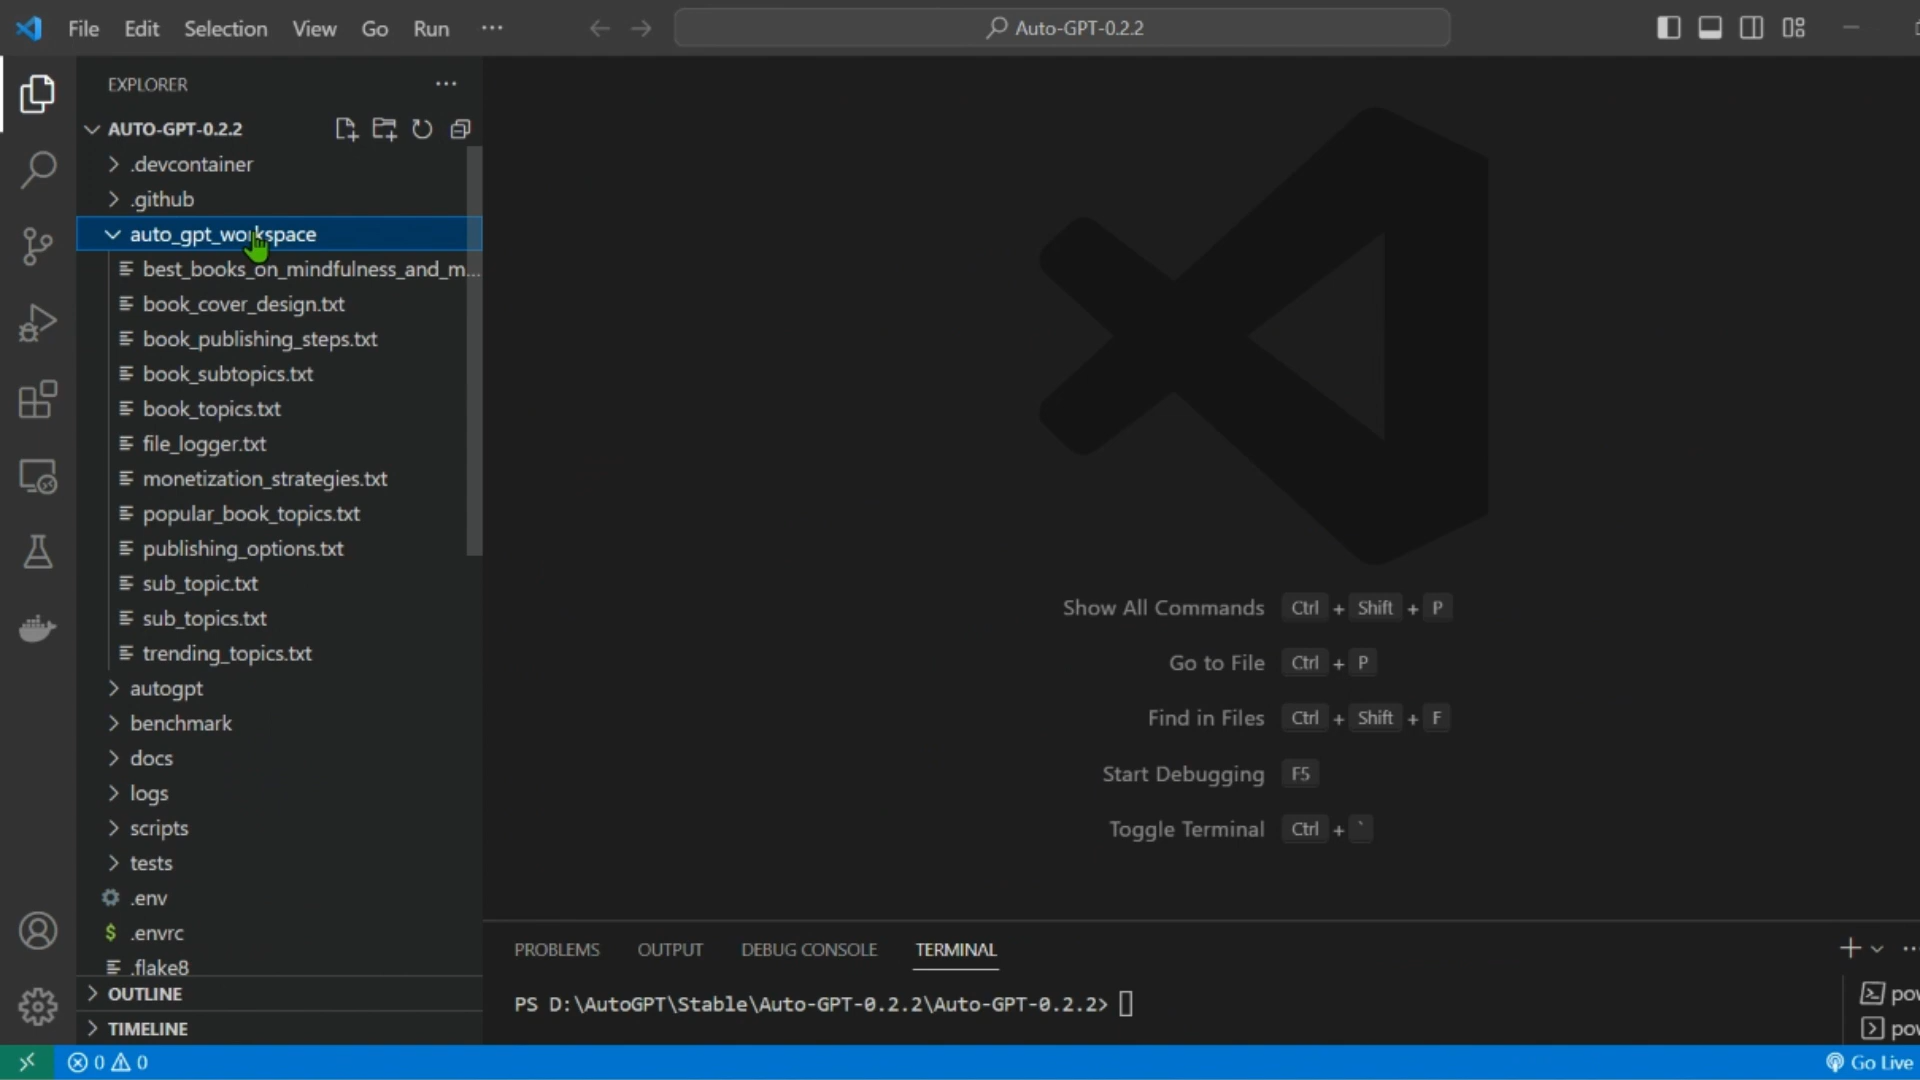 File Edit Selection View Go Run ···
Auto-GPT-0.2.2
EXPLORER
AUTO-GPT-0.2.2
.devcontainer
.github
auto_gpt_workspace
best_books_on_mindfulness_and_m...
book_cover_design.txt
book_publishing_steps.txt
book_subtopics.txt
book_topics.txt
file_logger.txt
monetization_strategies.txt
popular_book_topics.txt
publishing_options.txt
sub_topic.txt
sub_topics.txt
trending_topics.txt
autogpt
benchmark
docs
logs
scripts
tests
.env
$ .envrc
.flake8
OUTLINE
TIMELINE
Show All Commands Ctrl + Shift + P
Go to File Ctrl + P
Find in Files Ctrl + Shift + F
Start Debugging F5
Toggle Terminal Ctrl + `
PROBLEMS OUTPUT DEBUG CONSOLE TERMINAL
PS D:\AutoGPT\Stable\Auto-GPT-0.2.2\Auto-GPT-0.2.2>
pov
pov
0 0
Go Live